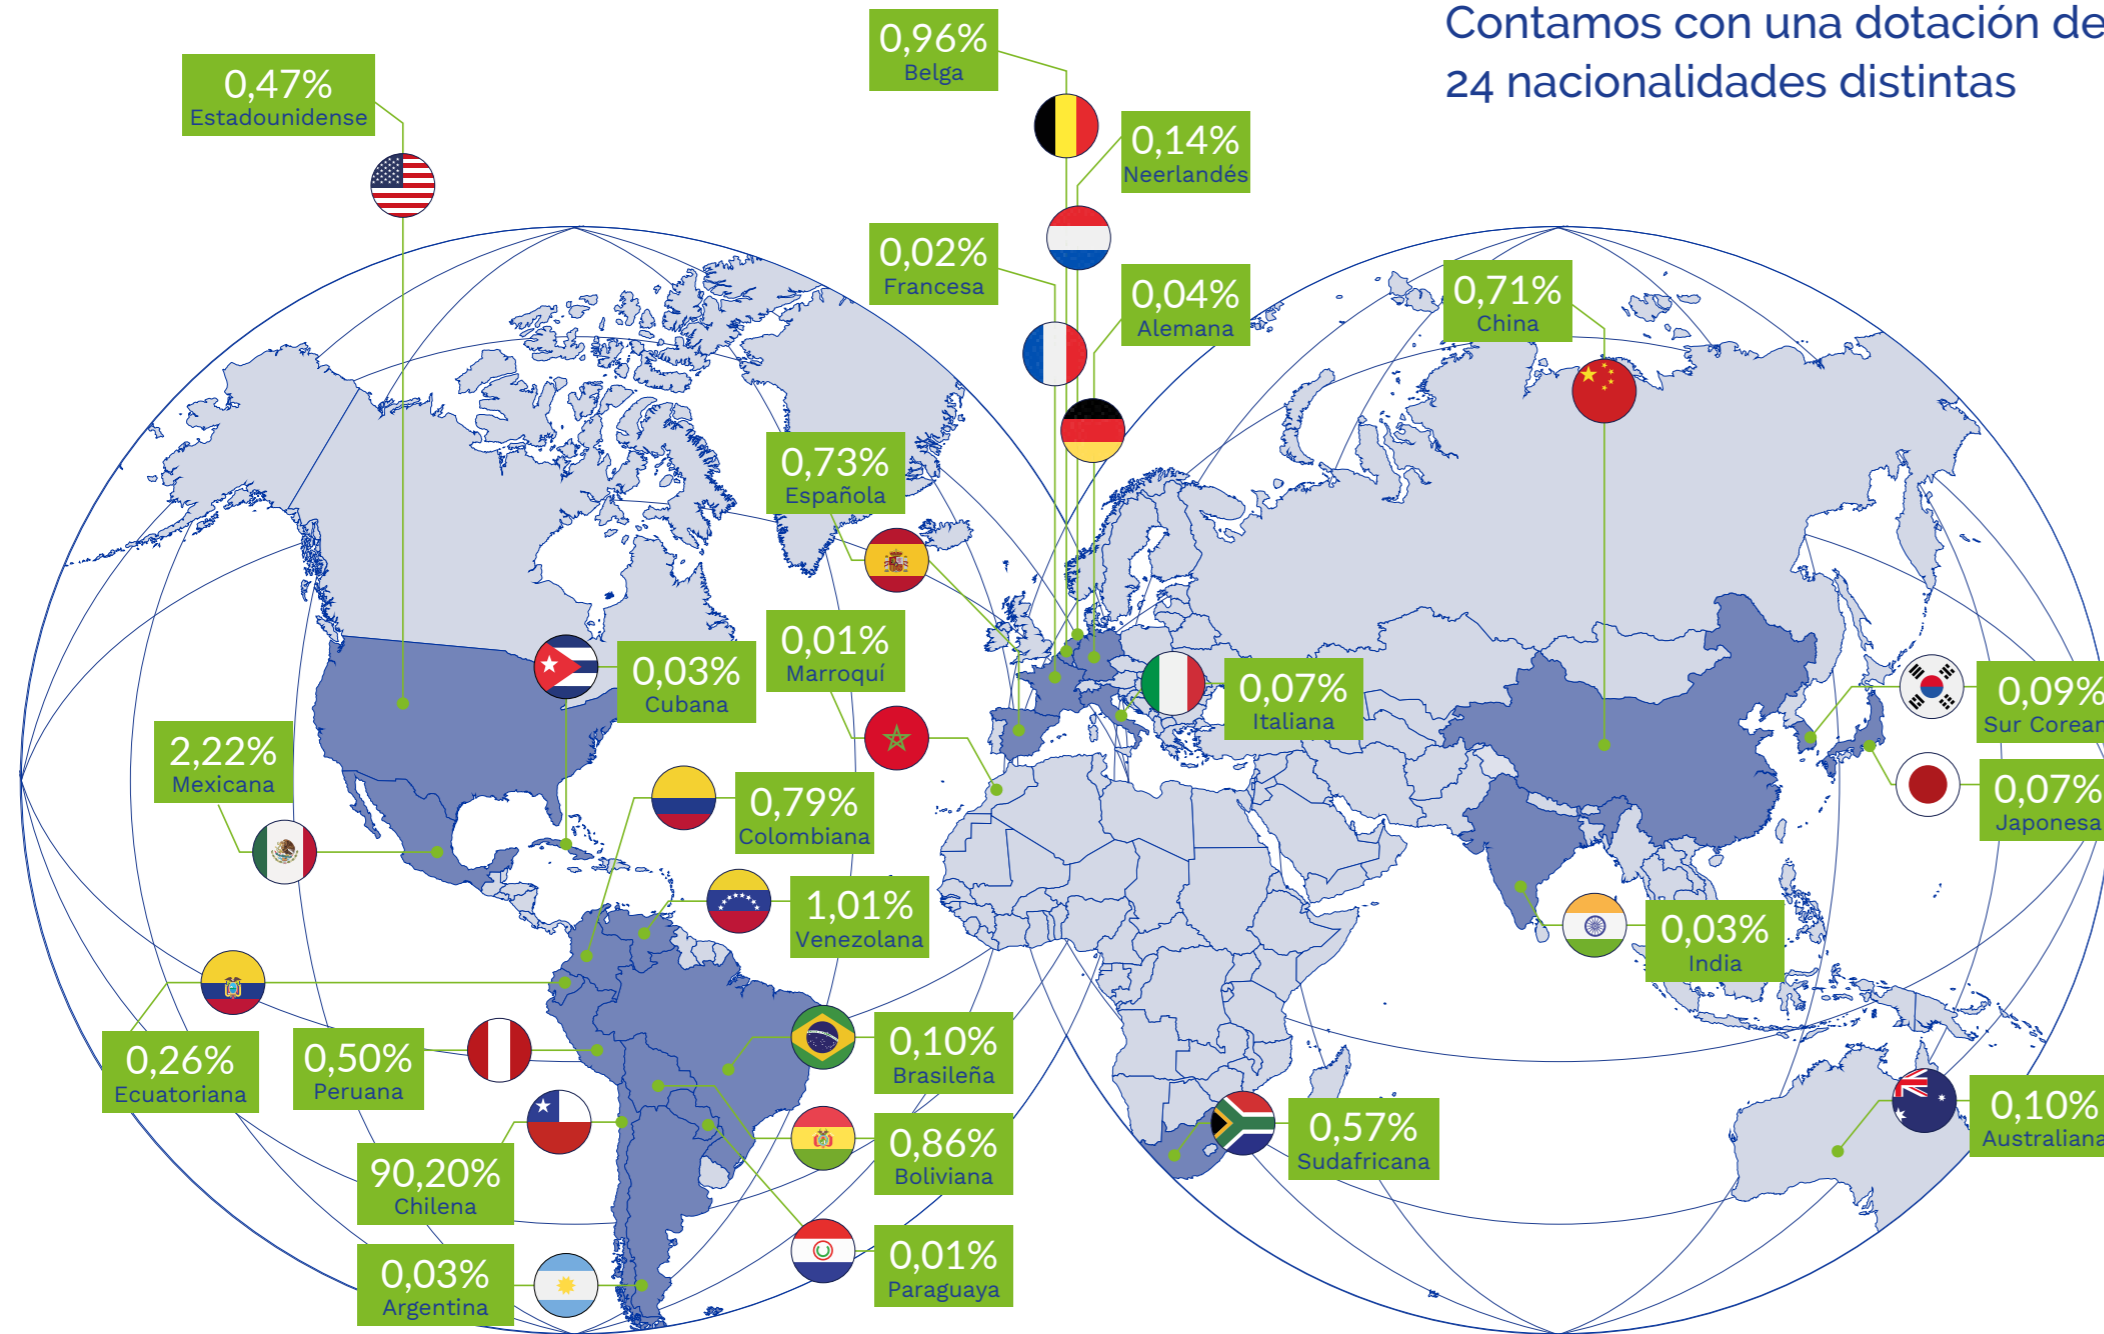 Contamos con una dotación de
24 nacionalidades distintas
0,96%
Belga
0,47%
Estadounidense
0,14%
Neerlandés
0,02%
Francesa
0,04%
Alemana
0,71%
China
0,73%
Española
0,01%
Marroquí
0,03%
Cubana
0,07%
Italiana
0,09%
Sur Corean
2,22%
Mexicana
0,79%
Colombiana
0,07%
Japonesa
1,01%
Venezolana
0,03%
India
0,26%
Ecuatoriana
0,50%
Peruana
0,10%
Brasileña
90,20%
Chilena
0,86%
Boliviana
0,57%
Sudafricana
0,10%
Australiana
0,03%
Argentina
0,01%
Paraguaya